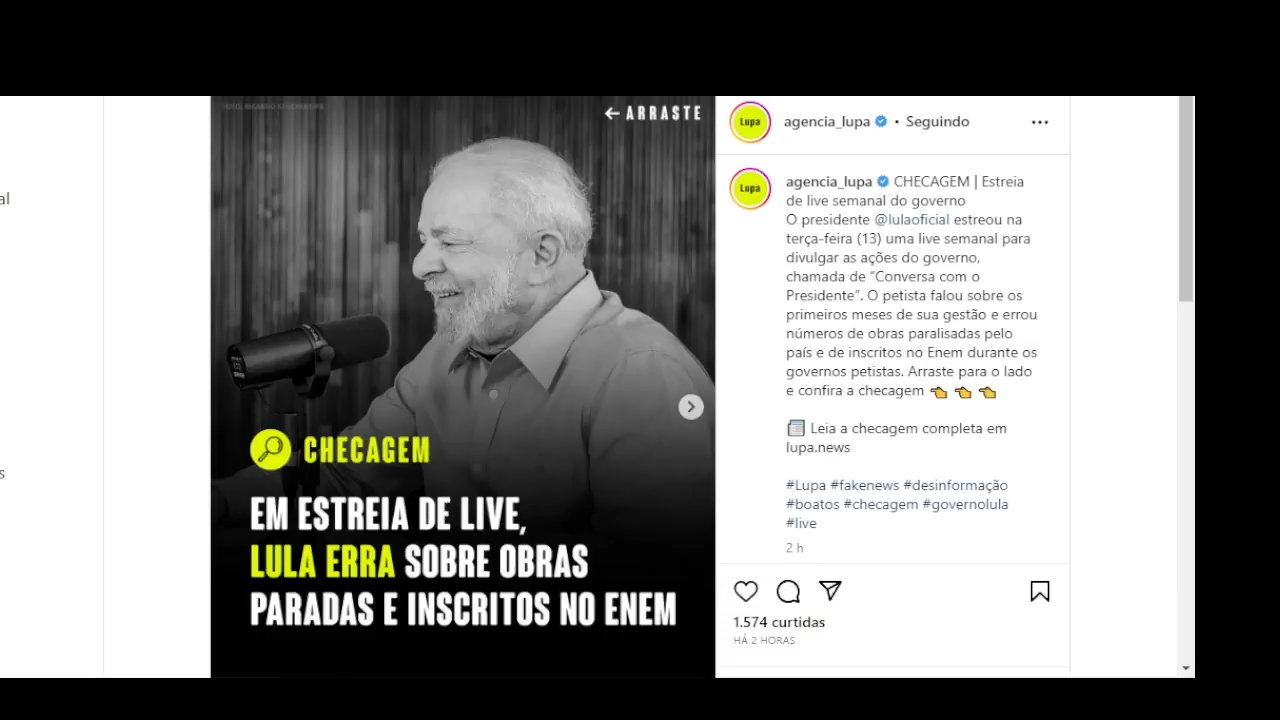 al
s
← ARRASTE
CHECAGEM
EM ESTREIA DE LIVE,
LULA ERRA SOBRE OBRAS
PARADAS E INSCRITOS NO ENEM
Lupa
agencia_lupa • Seguindo
Lupa
agencia_lupa CHECAGEM | Estreia
de live semanal do governo
O presidente @lulaoficial estreou na
terça-feira (13) uma live semanal para
divulgar as ações do governo,
chamada de “Conversa com o
Presidente”. O petista falou sobre os
primeiros meses de sua gestão e errou
números de obras paralisadas pelo
país e de inscritos no Enem durante os
governos petistas. Arraste para o lado
e confira a checagem 👈 👈 👈
Leia a checagem completa em
lupa.news
#Lupa #fakenews #desinformação
#boatos #checagem #governolula
#live
2 h
1.574 curtidas
HÁ 2 HORAS